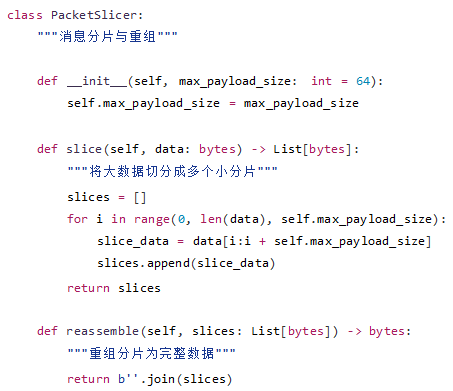 class PacketSlicer:
    """消息分片与重组"""

    def __init__(self, max_payload_size: int = 64):
        self.max_payload_size = max_payload_size

    def slice(self, data: bytes) -> List[bytes]:
        """将大数据切分成多个小分片"""
        slices = []
        for i in range(0, len(data), self.max_payload_size):
            slice_data = data[i:i + self.max_payload_size]
            slices.append(slice_data)
        return slices

    def reassemble(self, slices: List[bytes]) -> bytes:
        """重组分片为完整数据"""
        return b''.join(slices)